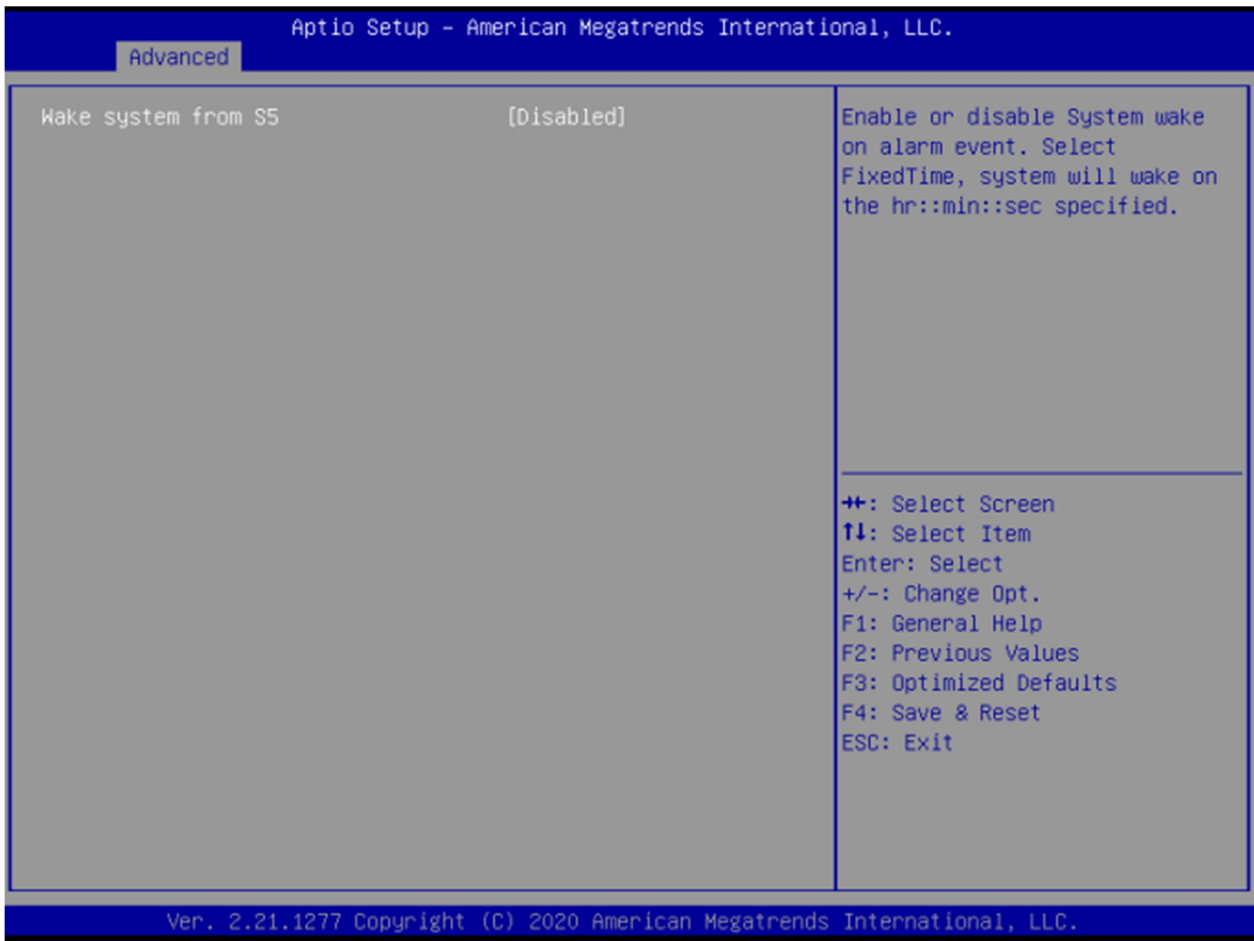 Aptio Setup – American Megatrends International, LLC.
Advanced
Wake system from S5 [Disabled]
Enable or disable System wake
on alarm event. Select
FixedTime, system will wake on
the hr::min::sec specified.
→←: Select Screen
↑↓: Select Item
Enter: Select
+/-: Change Opt.
F1: General Help
F2: Previous Values
F3: Optimized Defaults
F4: Save & Reset
ESC: Exit
Ver. 2.21.1277 Copyright (C) 2020 American Megatrends International, LLC.